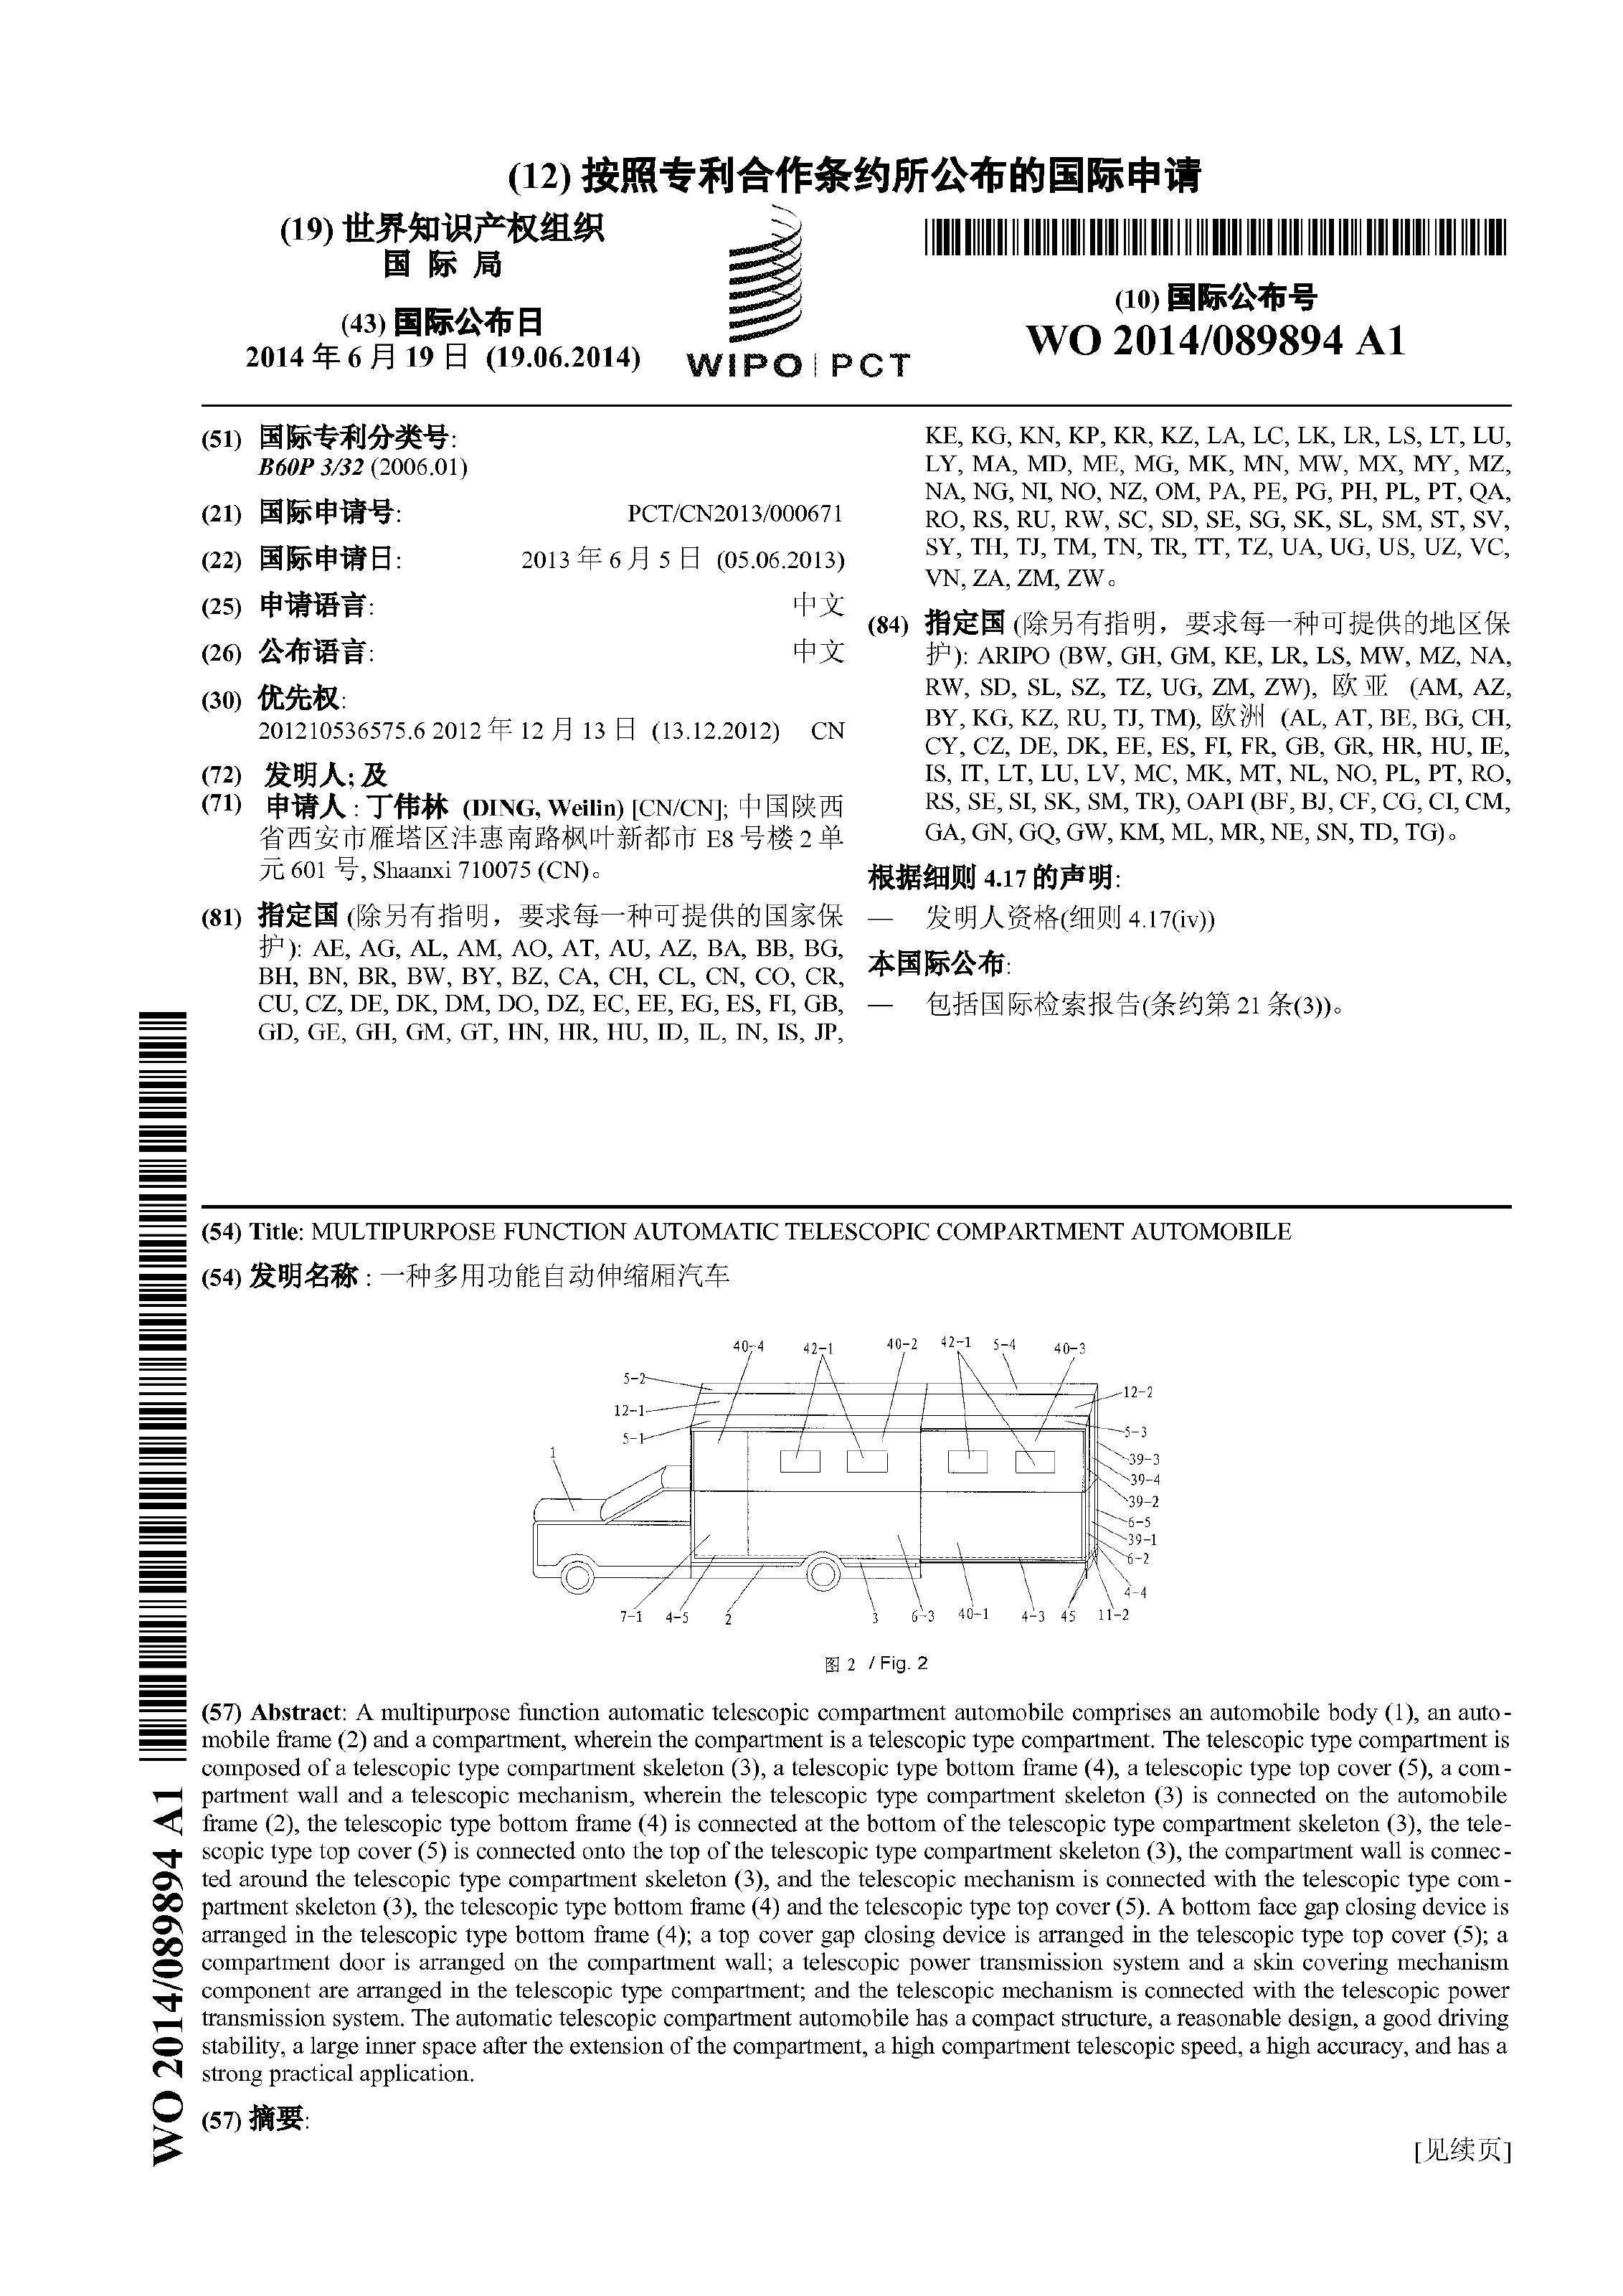 (12) 按照专利合作条约所公布的国际申请
(19) 世界知识产权组织
国 际 局
(43) 国际公布日
2014 年 6 月 19 日 (19.06.2014)
WIPO | PCT
(10) 国际公布号
WO 2014/089894 A1
(51) 国际专利分类号:
B60P 3/32 (2006.01)
(21) 国际申请号: PCT/CN2013/000671
(22) 国际申请日: 2013 年 6 月 5 日 (05.06.2013)
(25) 申请语言: 中文
(26) 公布语言: 中文
(30) 优先权:
201210536575.6 2012 年 12 月 13 日 (13.12.2012) CN
(72) 发明人; 及
(71) 申请人 : 丁伟林 (DING, Weilin) [CN/CN]; 中国陕西
省西安市雁塔区沣惠南路枫叶新都市 E8 号楼 2 单
元 601 号, Shaanxi 710075 (CN)。
(81) 指定国 (除另有指明，要求每一种可提供的国家保
护): AE, AG, AL, AM, AO, AT, AU, AZ, BA, BB, BG,
BH, BN, BR, BW, BY, BZ, CA, CH, CL, CN, CO, CR,
CU, CZ, DE, DK, DM, DO, DZ, EC, EE, EG, ES, FI, GB,
GD, GE, GH, GM, GT, HN, HR, HU, ID, IL, IN, IS, JP,
KE, KG, KN, KP, KR, KZ, LA, LC, LK, LR, LS, LT, LU,
LY, MA, MD, ME, MG, MK, MN, MW, MX, MY, MZ,
NA, NG, NI, NO, NZ, OM, PA, PE, PG, PH, PL, PT, QA,
RO, RS, RU, RW, SC, SD, SE, SG, SK, SL, SM, ST, SV,
SY, TH, TJ, TM, TN, TR, TT, TZ, UA, UG, US, UZ, VC,
VN, ZA, ZM, ZW。
(84) 指定国 (除另有指明，要求每一种可提供的地区保
护): ARIPO (BW, GH, GM, KE, LR, LS, MW, MZ, NA,
RW, SD, SL, SZ, TZ, UG, ZM, ZW), 欧亚 (AM, AZ,
BY, KG, KZ, RU, TJ, TM), 欧洲 (AL, AT, BE, BG, CH,
CY, CZ, DE, DK, EE, ES, FI, FR, GB, GR, HR, HU, IE,
IS, IT, LT, LU, LV, MC, MK, MT, NL, NO, PL, PT, RO,
RS, SE, SI, SK, SM, TR), OAPI (BF, BJ, CF, CG, CI, CM,
GA, GN, GQ, GW, KM, ML, MR, NE, SN, TD, TG)。
根据细则 4.17 的声明:
— 发明人资格(细则 4.17(iv))
本国际公布:
— 包括国际检索报告(条约第 21 条(3))。
(54) Title: MULTIPURPOSE FUNCTION AUTOMATIC TELESCOPIC COMPARTMENT AUTOMOBILE
(54) 发明名称 : 一种多用功能自动伸缩厢汽车
40-4 42-1 40-2 42-1 5-4 40-3
5-2
12-2
12-1
5-3
5-1
1
39-3
39-4
39-2
6-5
39-1
6-2
4-4
7-1 4-5 2 3 6-3 40-1 4-3 45 11-2
图 2 / Fig. 2
(57) Abstract: A multipurpose function automatic telescopic compartment automobile comprises an automobile body (1), an auto-
mobile frame (2) and a compartment, wherein the compartment is a telescopic type compartment. The telescopic type compartment is
composed of a telescopic type compartment skeleton (3), a telescopic type bottom frame (4), a telescopic type top cover (5), a com-
partment wall and a telescopic mechanism, wherein the telescopic type compartment skeleton (3) is connected on the automobile
frame (2), the telescopic type bottom frame (4) is connected at the bottom of the telescopic type compartment skeleton (3), the tele-
scopic type top cover (5) is connected onto the top of the telescopic type compartment skeleton (3), the compartment wall is connec-
ted around the telescopic type compartment skeleton (3), and the telescopic mechanism is connected with the telescopic type com-
partment skeleton (3), the telescopic type bottom frame (4) and the telescopic type top cover (5). A bottom face gap closing device is
arranged in the telescopic type bottom frame (4); a top cover gap closing device is arranged in the telescopic type top cover (5); a
compartment door is arranged on the compartment wall; a telescopic power transmission system and a skin covering mechanism
component are arranged in the telescopic type compartment; and the telescopic mechanism is connected with the telescopic power
transmission system. The automatic telescopic compartment automobile has a compact structure, a reasonable design, a good driving
stability, a large inner space after the extension of the compartment, a high compartment telescopic speed, a high accuracy, and has a
strong practical application.
(57) 摘要:
[见续页]
WO 2014/089894 A1